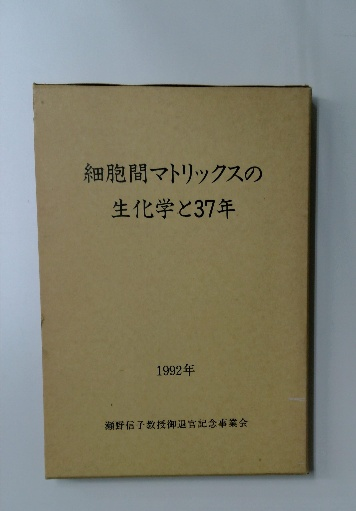 細胞間マトリックスの
生化学と37年
1992年
瀬野信子教授御退官記念事業会